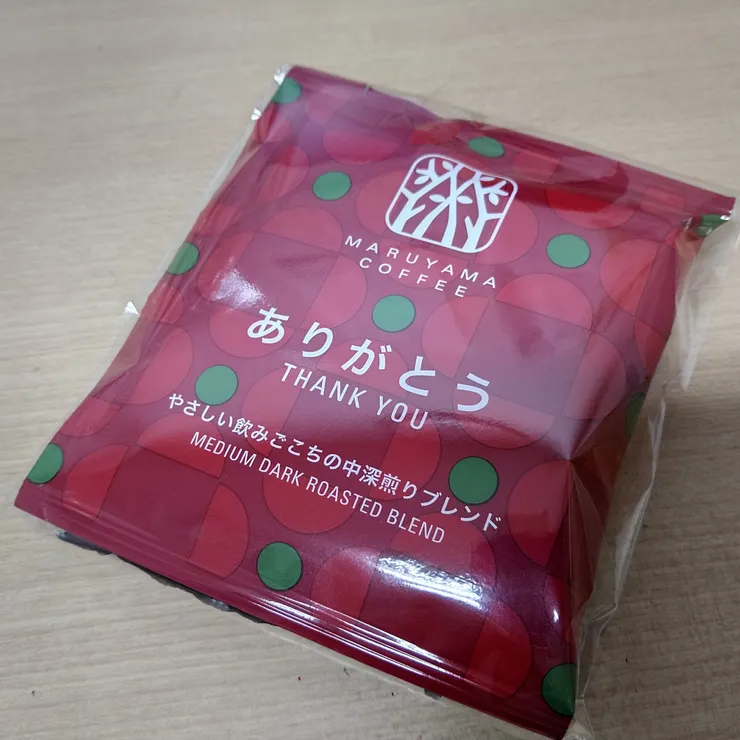 MARUYAMA
COFFEE
ありがとう
THANK YOU
やさしい飲みごこちの中深煎りブレンド
MEDIUM DARK ROASTED BLEND